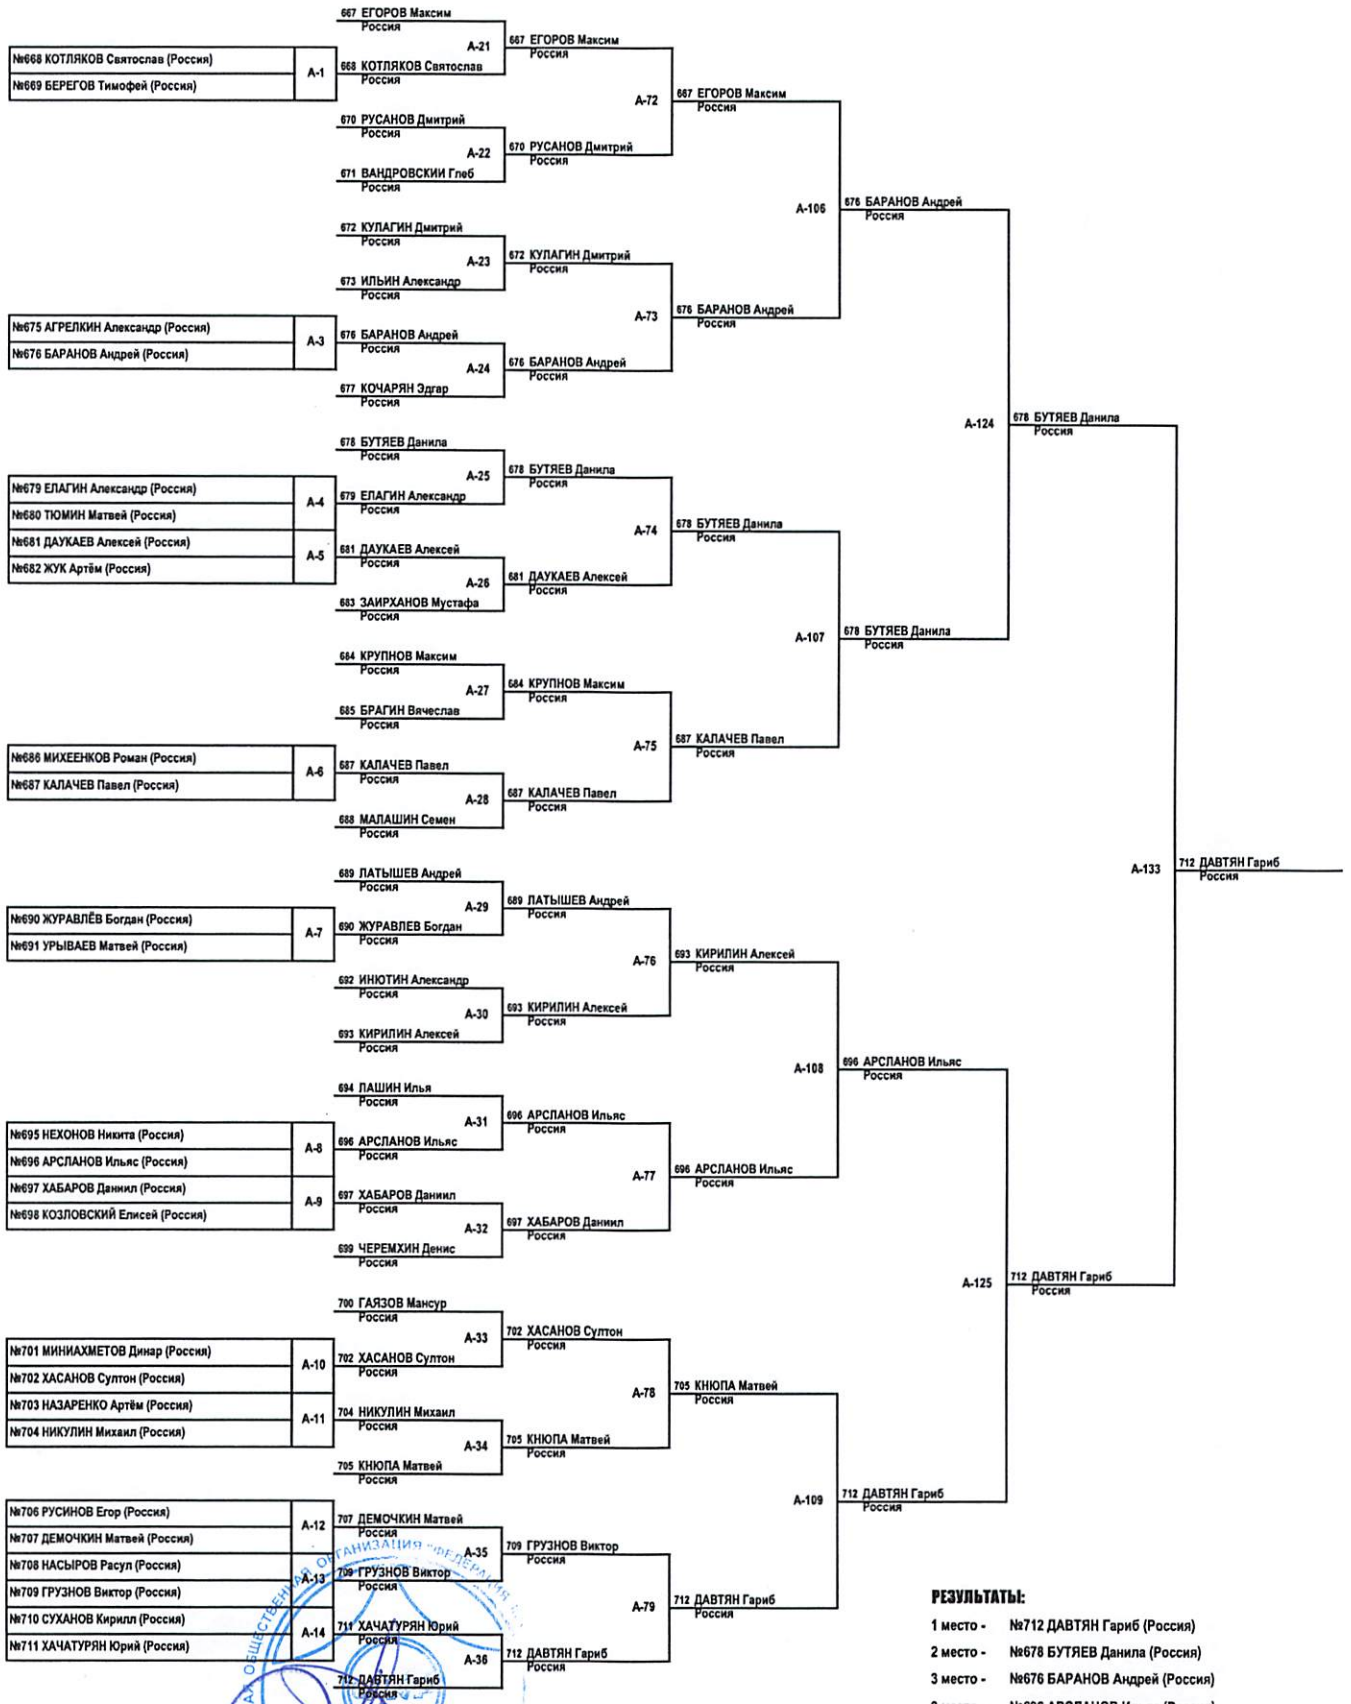 667 ЕГОРОВ Максим
Россия
№668 КОТЛЯКОВ Святослав (Россия)
№669 БЕРЕГОВ Тимофей (Россия)
А-1
668 КОТЛЯКОВ Святослав
Россия
А-21
667 ЕГОРОВ Максим
Россия
670 РУСАНОВ Дмитрий
Россия
671 ВАНДРОВСКИЙ Глеб
Россия
А-22
670 РУСАНОВ Дмитрий
Россия
А-72
667 ЕГОРОВ Максим
Россия
672 КУЛАГИН Дмитрий
Россия
673 ИЛЬИН Александр
Россия
А-23
672 КУЛАГИН Дмитрий
Россия
№675 АГРЕЛКИН Александр (Россия)
№676 БАРАНОВ Андрей (Россия)
А-3
676 БАРАНОВ Андрей
Россия
677 КОЧАРЯН Эдгар
Россия
А-24
676 БАРАНОВ Андрей
Россия
А-73
676 БАРАНОВ Андрей
Россия
А-106
676 БАРАНОВ Андрей
Россия
678 БУТЯЕВ Данила
Россия
№679 ЕЛАГИН Александр (Россия)
№680 ТЮМИН Матвей (Россия)
А-4
679 ЕЛАГИН Александр
Россия
А-25
678 БУТЯЕВ Данила
Россия
№681 ДАУКАЕВ Алексей (Россия)
№682 ЖУК Артём (Россия)
А-5
681 ДАУКАЕВ Алексей
Россия
683 ЗАИРХАНОВ Мустафа
Россия
А-26
681 ДАУКАЕВ Алексей
Россия
А-74
678 БУТЯЕВ Данила
Россия
684 КРУПНОВ Максим
Россия
685 БРАГИН Вячеслав
Россия
А-27
684 КРУПНОВ Максим
Россия
№686 МИХЕЕНКОВ Роман (Россия)
№687 КАЛАЧЕВ Павел (Россия)
А-6
687 КАЛАЧЕВ Павел
Россия
688 МАЛАШИН Семен
Россия
А-28
687 КАЛАЧЕВ Павел
Россия
А-75
687 КАЛАЧЕВ Павел
Россия
А-107
678 БУТЯЕВ Данила
Россия
А-124
678 БУТЯЕВ Данила
Россия
689 ЛАТЫШЕВ Андрей
Россия
№690 ЖУРАВЛЁВ Богдан (Россия)
№691 УРЫВАЕВ Матвей (Россия)
А-7
690 ЖУРАВЛЕВ Богдан
Россия
А-29
689 ЛАТЫШЕВ Андрей
Россия
692 ИНЮТИН Александр
Россия
693 КИРИЛИН Алексей
Россия
А-30
693 КИРИЛИН Алексей
Россия
А-76
693 КИРИЛИН Алексей
Россия
694 ЛАШИН Илья
Россия
№695 НЕХОНОВ Никита (Россия)
№696 АРСЛАНОВ Ильяс (Россия)
А-8
696 АРСЛАНОВ Ильяс
Россия
А-31
696 АРСЛАНОВ Ильяс
Россия
№697 ХАБАРОВ Даниил (Россия)
№698 КОЗЛОВСКИЙ Елисей (Россия)
А-9
697 ХАБАРОВ Даниил
Россия
699 ЧЕРЕМХИН Денис
Россия
А-32
697 ХАБАРОВ Даниил
Россия
А-77
696 АРСЛАНОВ Ильяс
Россия
А-108
696 АРСЛАНОВ Ильяс
Россия
700 ГАЯЗОВ Мансур
Россия
№701 МИНИАХМЕТОВ Динар (Россия)
№702 ХАСАНОВ Султон (Россия)
А-10
702 ХАСАНОВ Султон
Россия
А-33
702 ХАСАНОВ Султон
Россия
№703 НАЗАРЕНКО Артём (Россия)
№704 НИКУЛИН Михаил (Россия)
А-11
704 НИКУЛИН Михаил
Россия
705 КНЮПА Матвей
Россия
А-34
705 КНЮПА Матвей
Россия
А-78
705 КНЮПА Матвей
Россия
№706 РУСИНОВ Егор (Россия)
№707 ДЕМОЧКИН Матвей (Россия)
А-12
707 ДЕМОЧКИН Матвей
Россия
№708 НАСЫРОВ Расул (Россия)
№709 ГРУЗНОВ Виктор (Россия)
А-13
709 ГРУЗНОВ Виктор
Россия
А-35
709 ГРУЗНОВ Виктор
Россия
№710 СУХАНОВ Кирилл (Россия)
№711 ХАЧАТУРЯН Юрий (Россия)
А-14
711 ХАЧАТУРЯН Юрий
Россия
712 ДАВТЯН Гариб
Россия
А-36
712 ДАВТЯН Гариб
Россия
А-79
712 ДАВТЯН Гариб
Россия
А-109
712 ДАВТЯН Гариб
Россия
А-125
712 ДАВТЯН Гариб
Россия
А-133
712 ДАВТЯН Гариб
Россия
ОБЩЕСТВЕННАЯ ОРГАНИЗАЦИЯ "ФЕДЕРАЦИЯ
РЕЗУЛЬТАТЫ:
1 место - №712 ДАВТЯН Гариб (Россия)
2 место - №678 БУТЯЕВ Данила (Россия)
3 место - №676 БАРАНОВ Андрей (Россия)